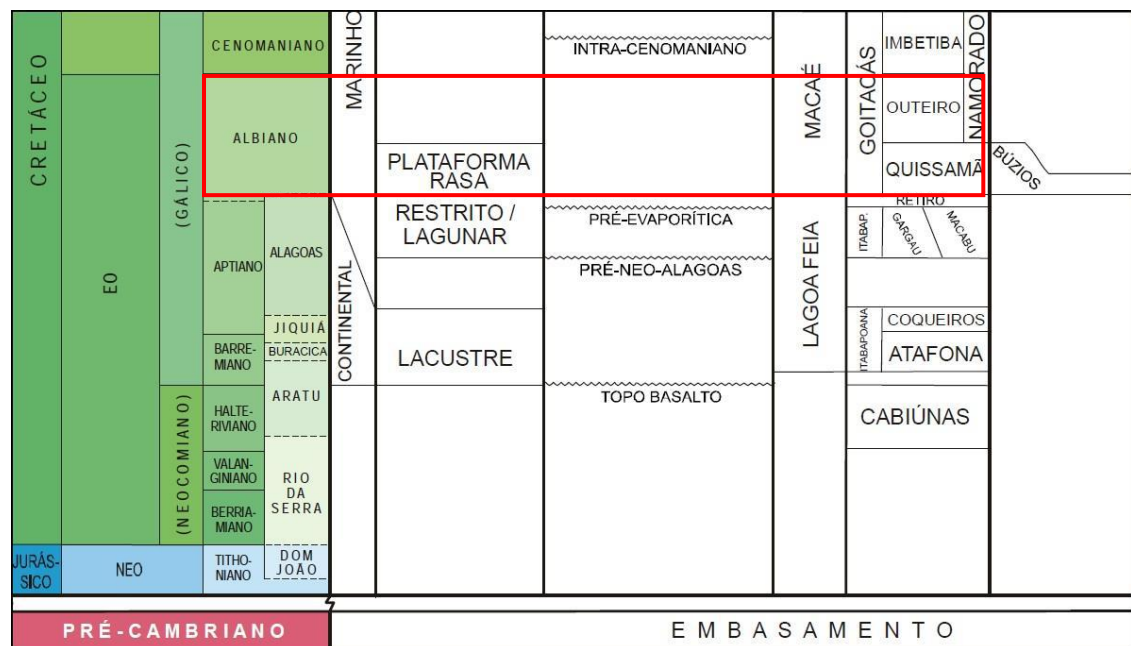 CRETÁCEO
EO
(GÁLICO)
(NEOCOMIANO)
CENOMANIANO
ALBIANO
APTIANO
ALAGOAS
JIQUIÁ
BARRE-
MIANO
BURACICA
ARATU
HALTE-
RIVIANO
VALAN-
GINIANO
RIO
DA
SERRA
BERRIA-
MIANO
JURÁS-
SICO
NEO
TITHO-
NIANO
DOM
JOÃO
MARINHO
CONTINENTAL
PLATAFORMA
RASA
RESTRITO /
LAGUNAR
LACUSTRE
INTRA-CENOMANIANO
PRÉ-EVAPORÍTICA
PRÉ-NEO-ALAGOAS
TOPO BASALTO
MACAÉ
LAGOA FEIA
GOITACÁS
IMBETIBA
OUTEIRO
NAMORADO
QUISSAMÃ
BÚZIOS
RETIRO
ITABAP.
GARGAU
MACABU
ITABAPOANA
COQUEIROS
ATAFONA
CABIÚNAS
PRÉ-CAMBRIANO
EMBASAMENTO